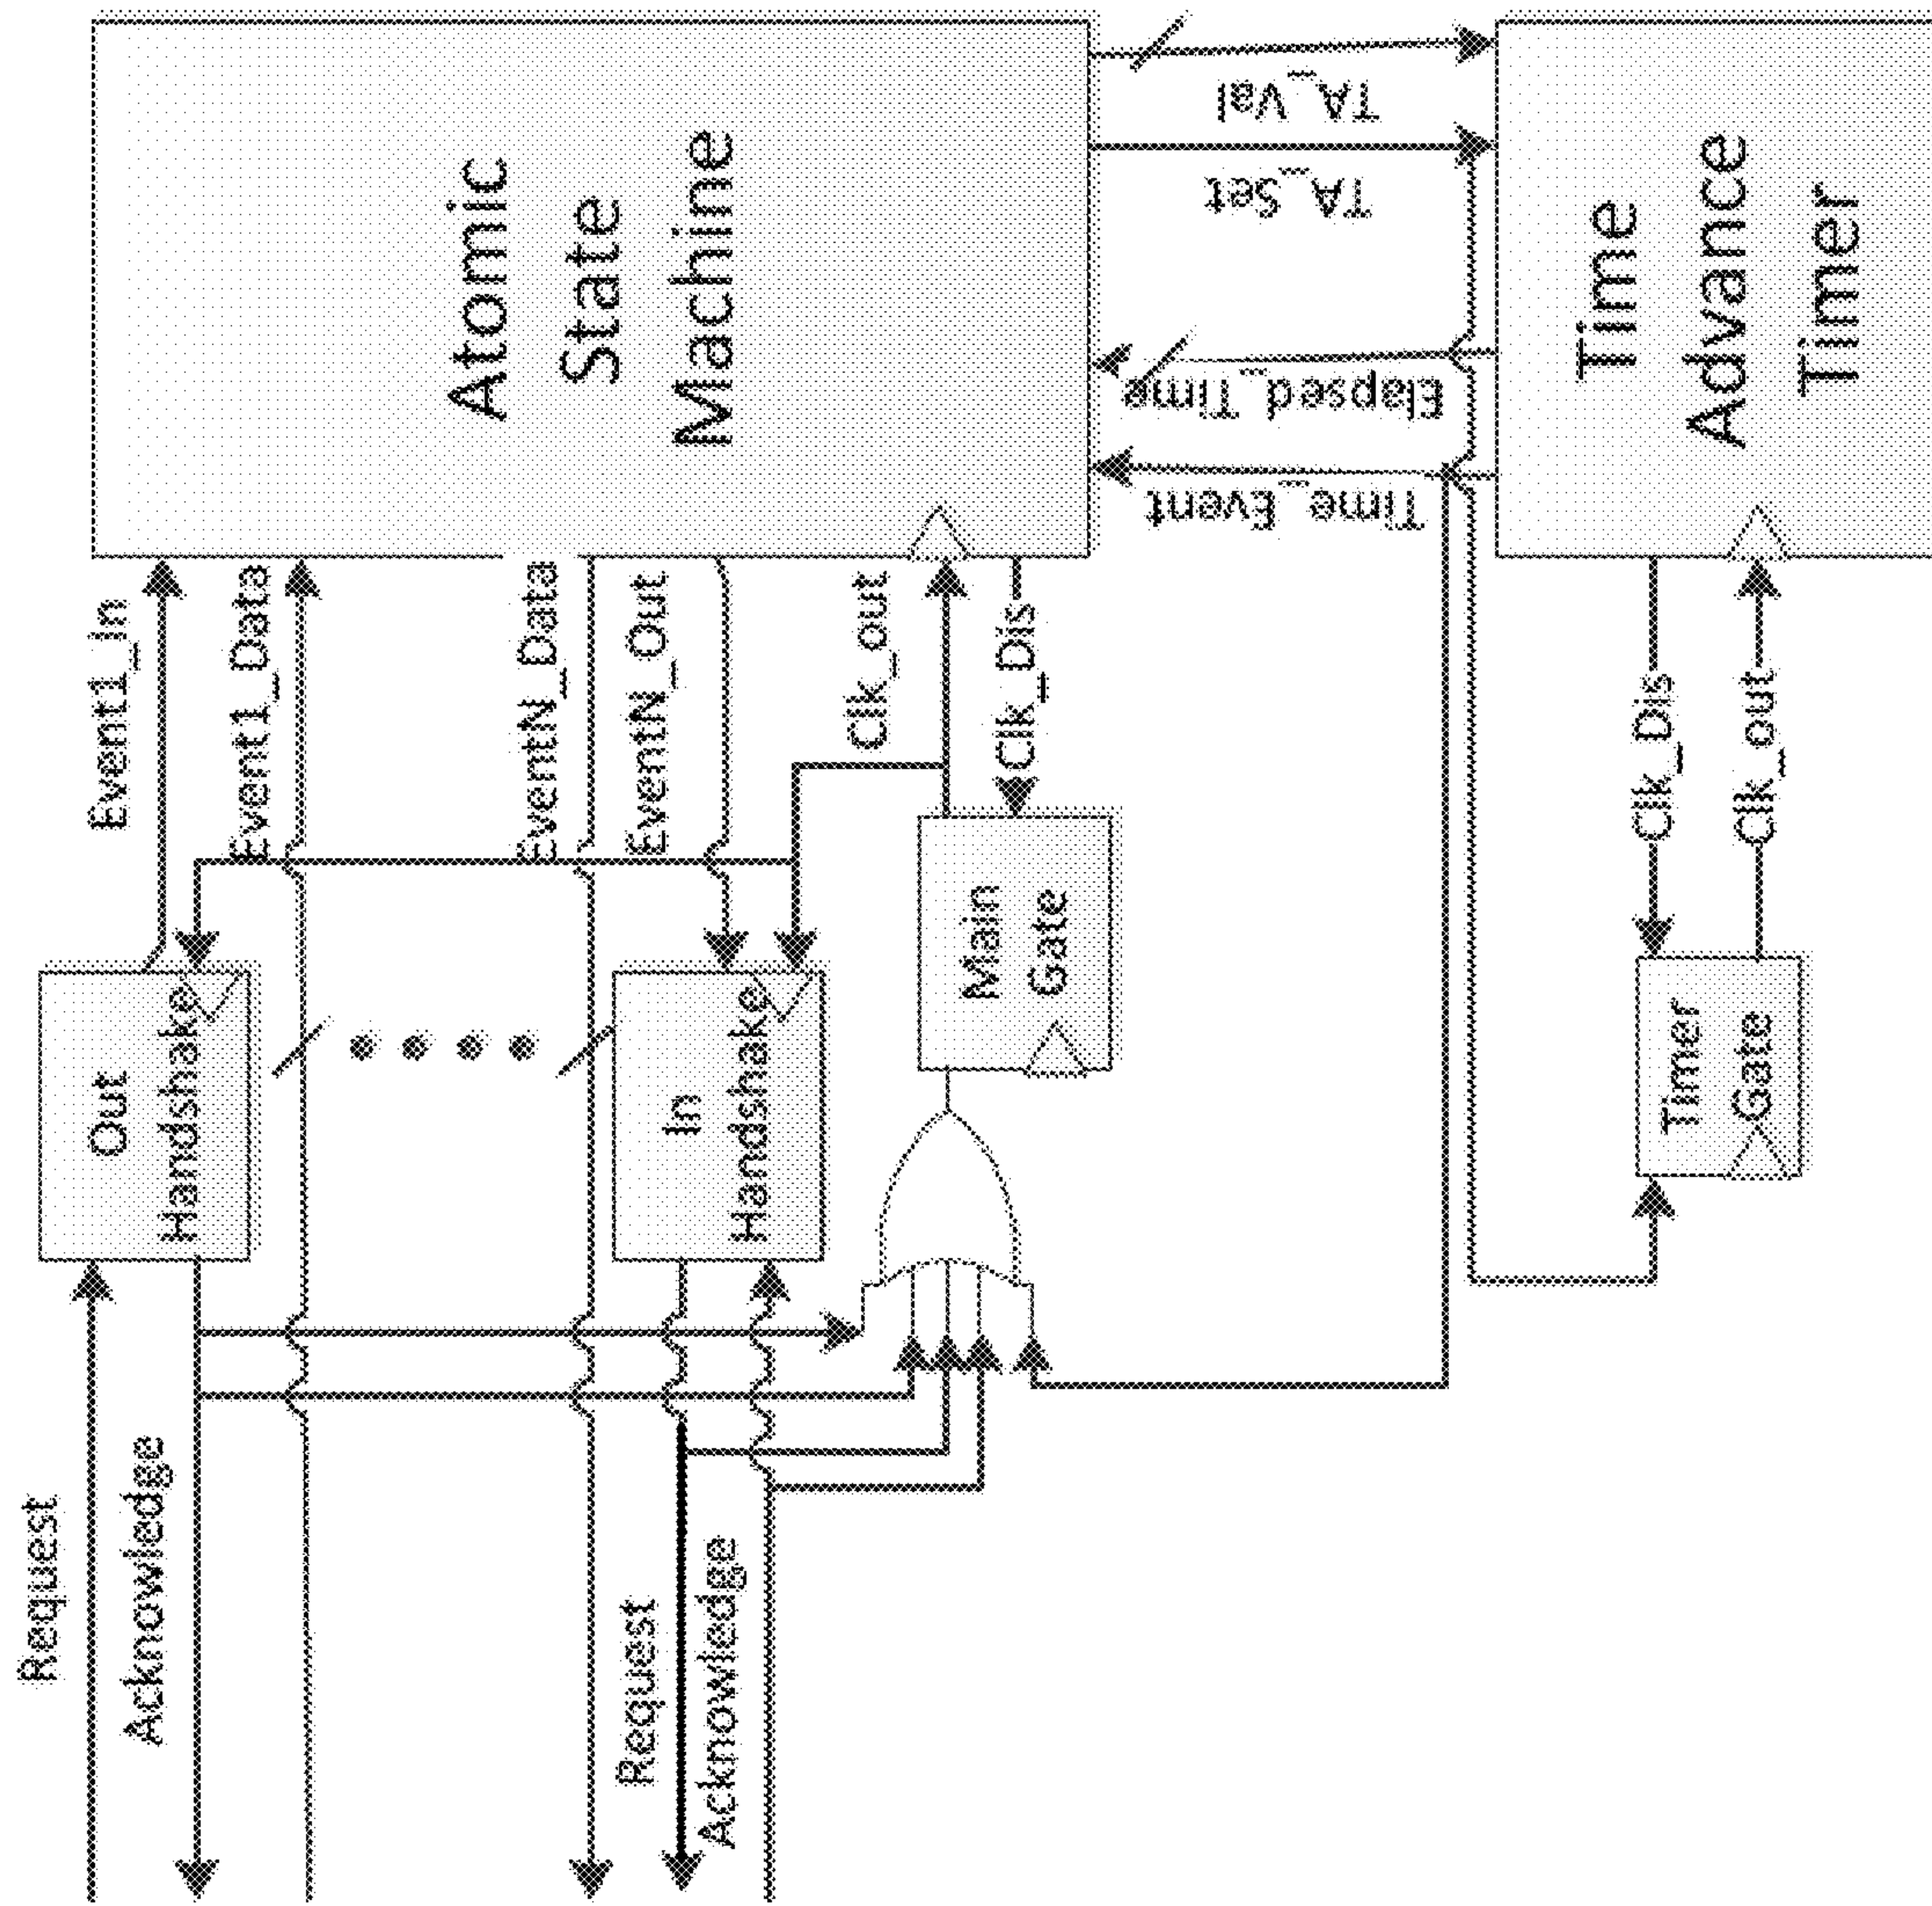 Request
Acknowledge
Out
Handshake
Event1_in
Event1_Data
EventN_Data
EventN_Out
Request
Acknowledge
In
Handshake
Clk_out
Clk_Dis
Main
Gate
Atomic
State
Machine
TA_Val
TA_Set
Elapsed_Time
Time_Event
Time
Advance
Timer
Clk_Dis
Clk_out
Timer
Gate